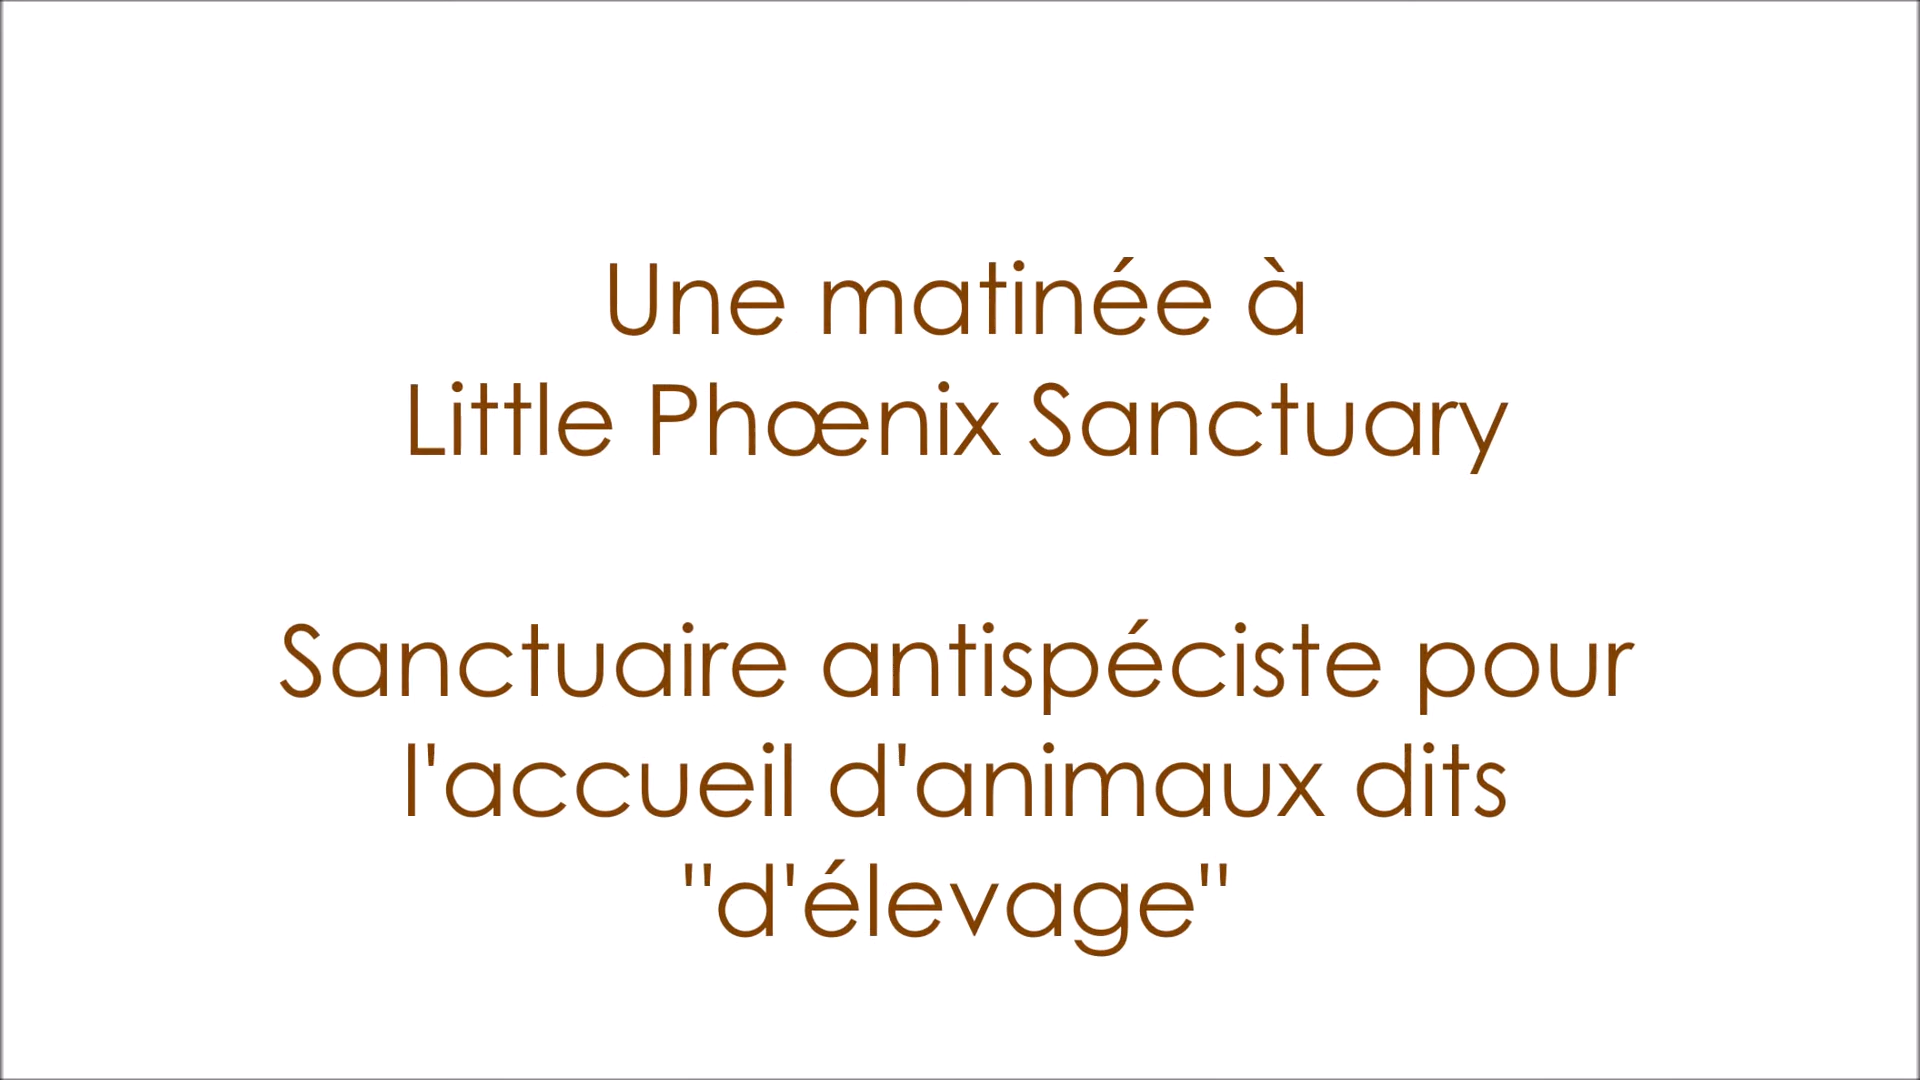 Une matinée à
Little Phœnix Sanctuary
Sanctuaire antispéciste pour
l'accueil d'animaux dits
"d'élevage"